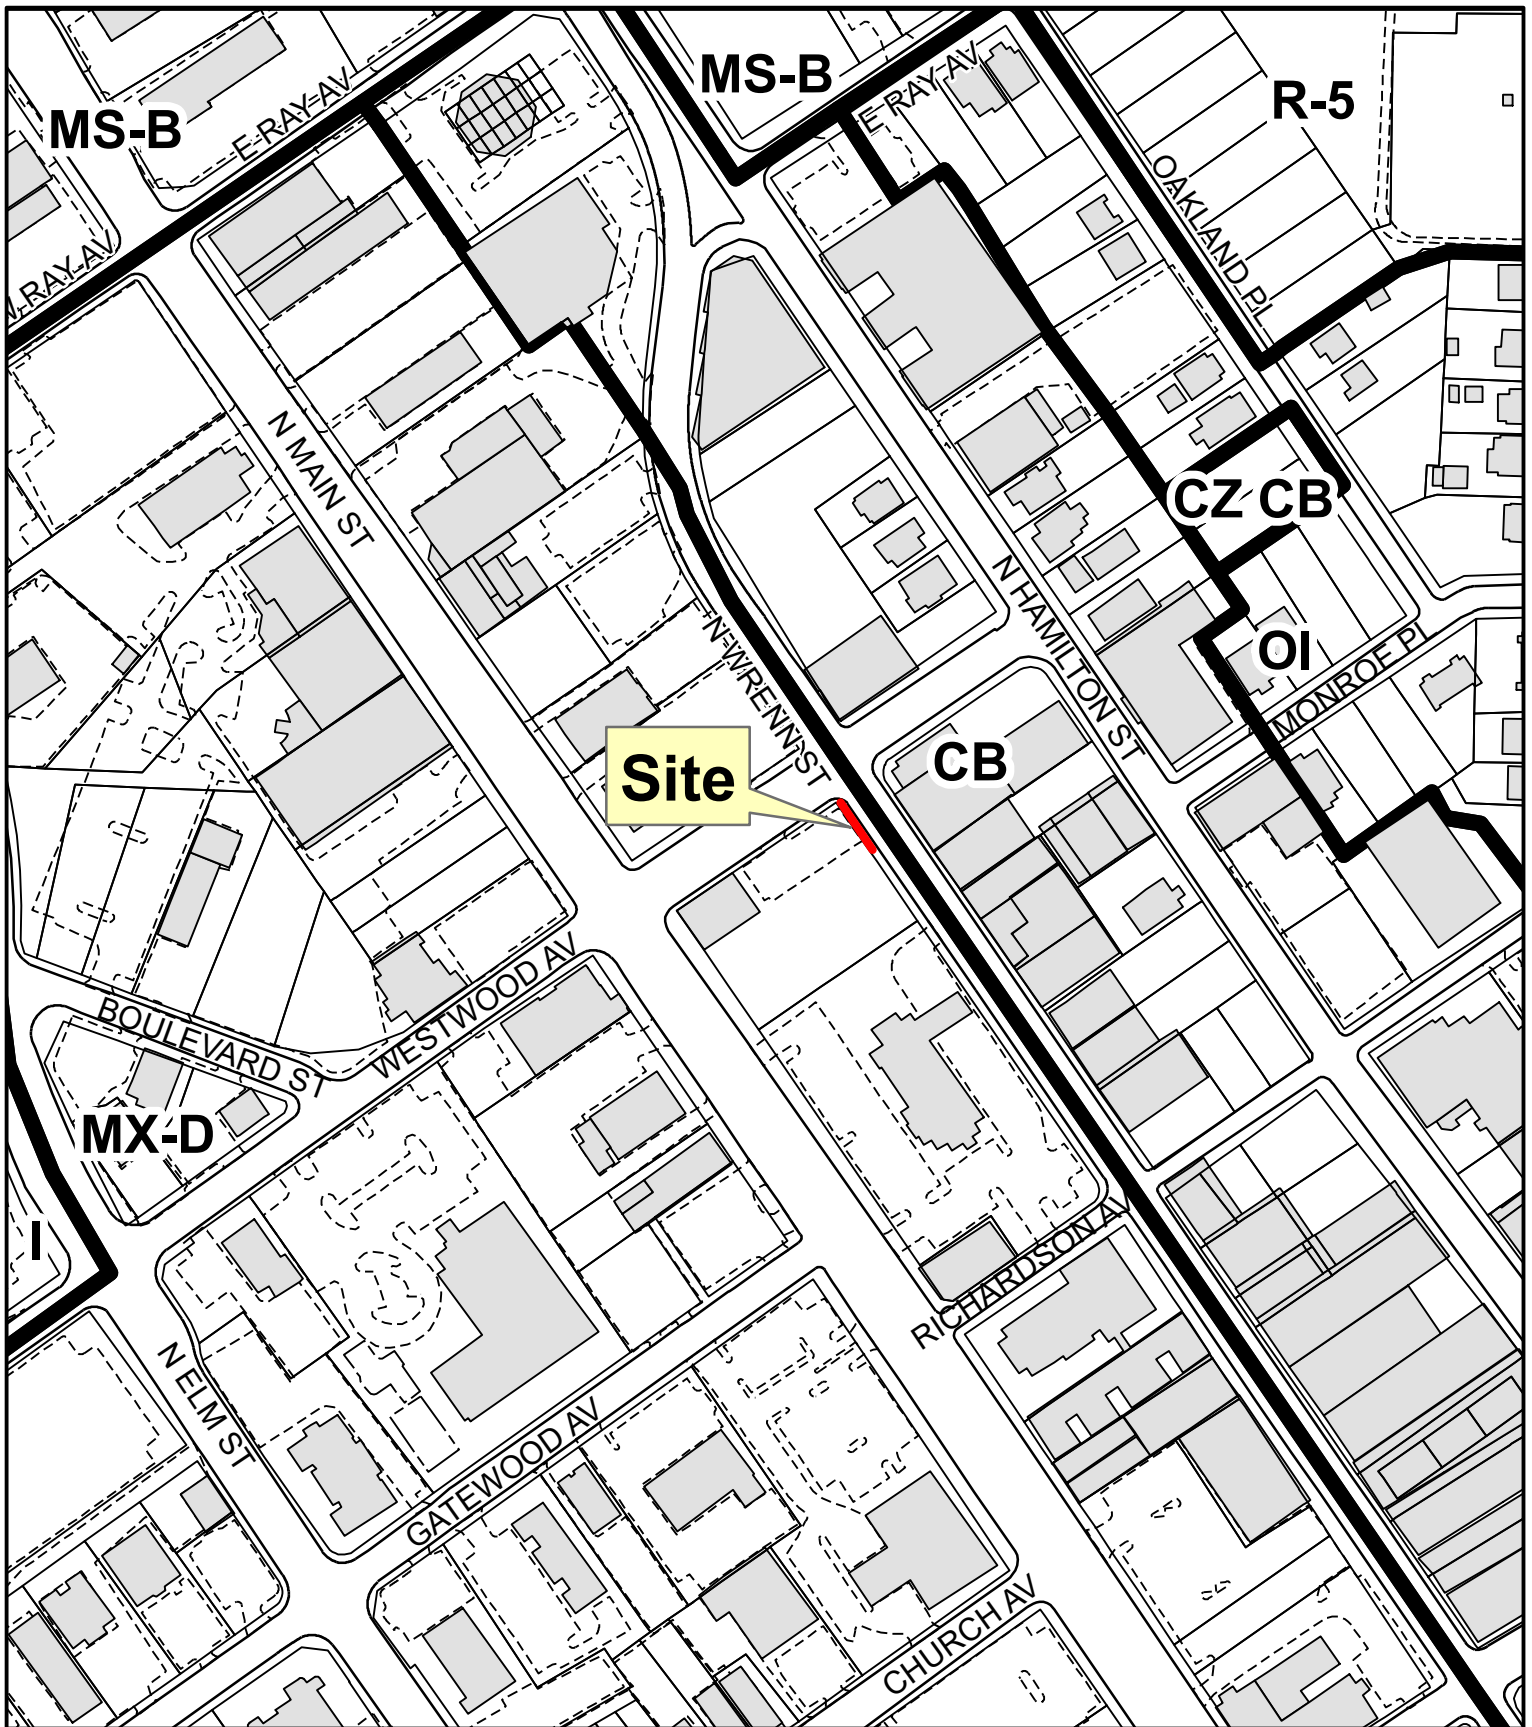 MS-B
R-5
MS-B
E RAY AV
E RAY AV
OAKLAND PL
W RAY AV
N MAIN ST
CZ CB
N HAMILTON ST
N WRENN ST
OI
MONROE PL
CB
Site
WESTWOOD AV
BOULEVARD ST
MX-D
RICHARDSON AV
I
N ELM ST
GATEWOOD AV
CHURCH AV